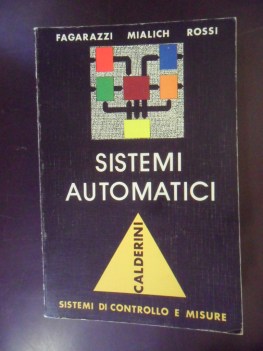 FAGARAZZI MIALICH ROSSI
SISTEMI
AUTOMATICI
CALDERINI
SISTEMI DI CONTROLLO E MISURE